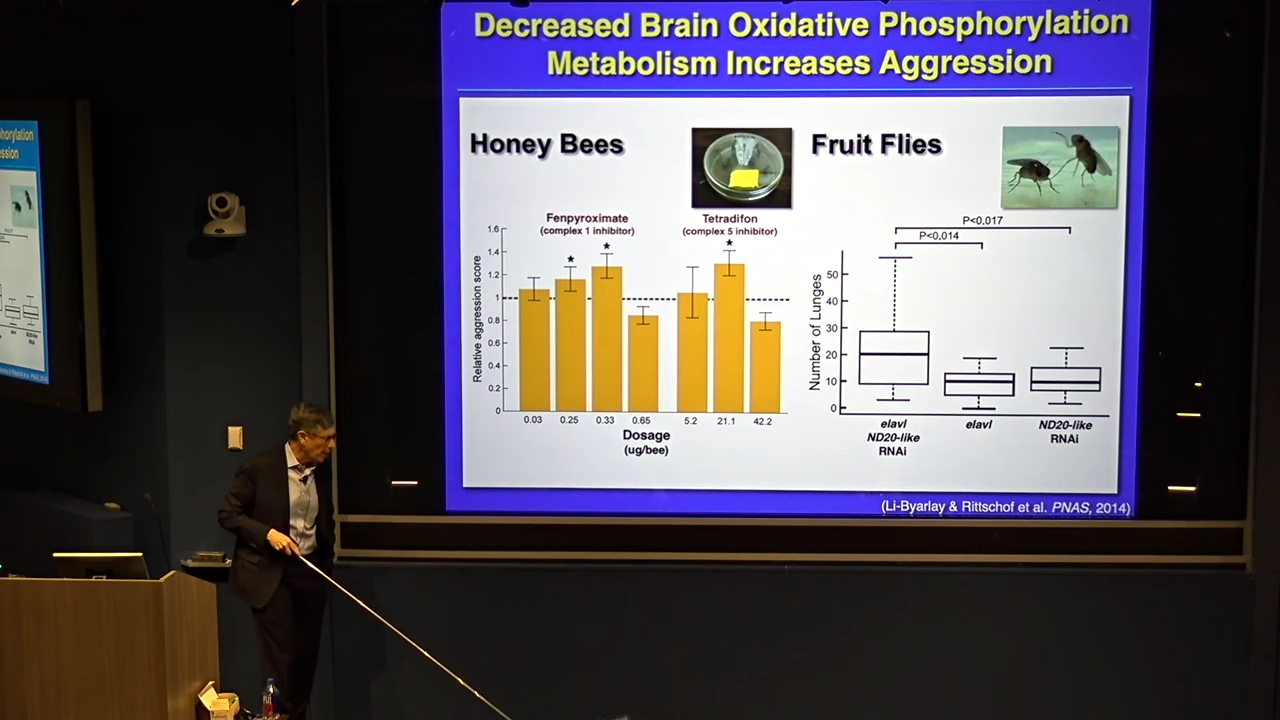 Decreased Brain Oxidative Phosphorylation
Metabolism Increases Aggression
Honey Bees
Fenpyroximate
(complex 1 inhibitor)
Tetradifon
(complex 5 inhibitor)
Relative aggression score
1.6
1.4
1.2
1
0.8
0.6
0.4
0.2
0
0.03 0.25 0.33 0.65 5.2 21.1 42.2
Dosage
(ug/bee)
Fruit Flies
P<0.017
P<0.014
Number of Lunges
50
40
30
20
10
0
elavl
ND20-like
RNAi
elavl
ND20-like
RNAi
(Li-Byarlay & Rittschof et al. PNAS, 2014)